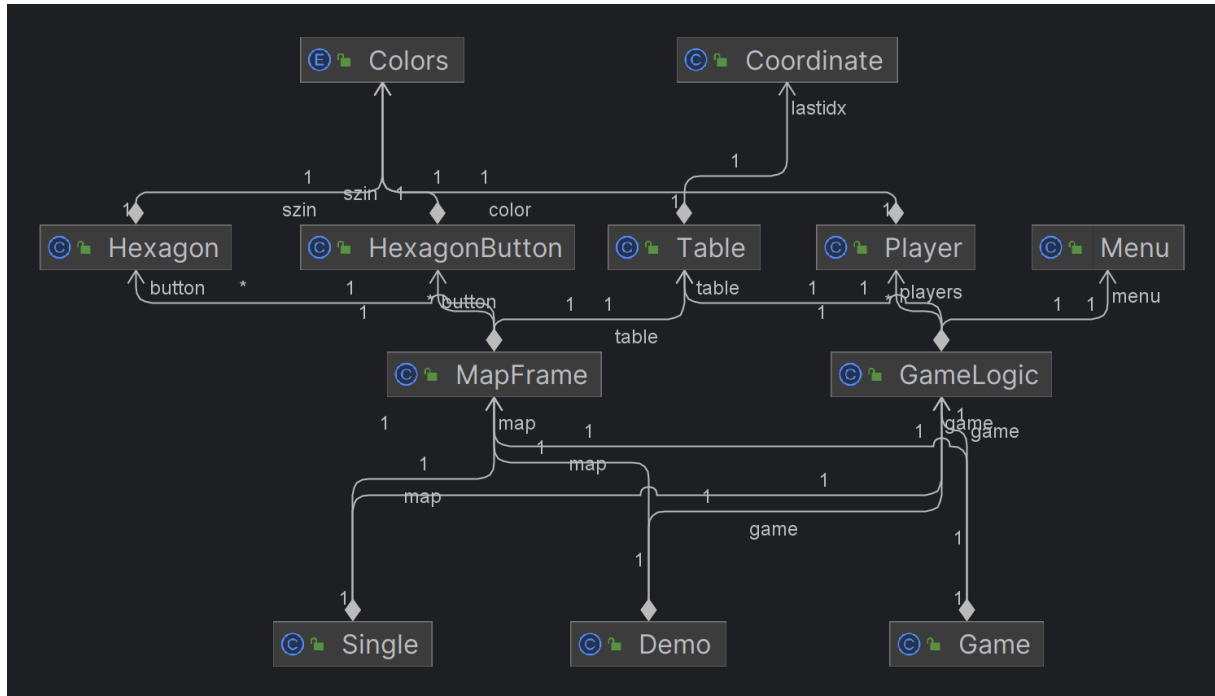 E Colors
C Coordinate
lastidx
1
1 szin 1 1 1
1 szin color 1 1
C Hexagon
C HexagonButton
C Table
C Player
C Menu
button * 1 * button 1 1 1 table 1 1 * players 1 1 menu
1 table
C MapFrame
C GameLogic
1 map 1 1 1 game
1 map game
1 map 1 1
game
1 1
1 1
C Single
C Demo
C Game